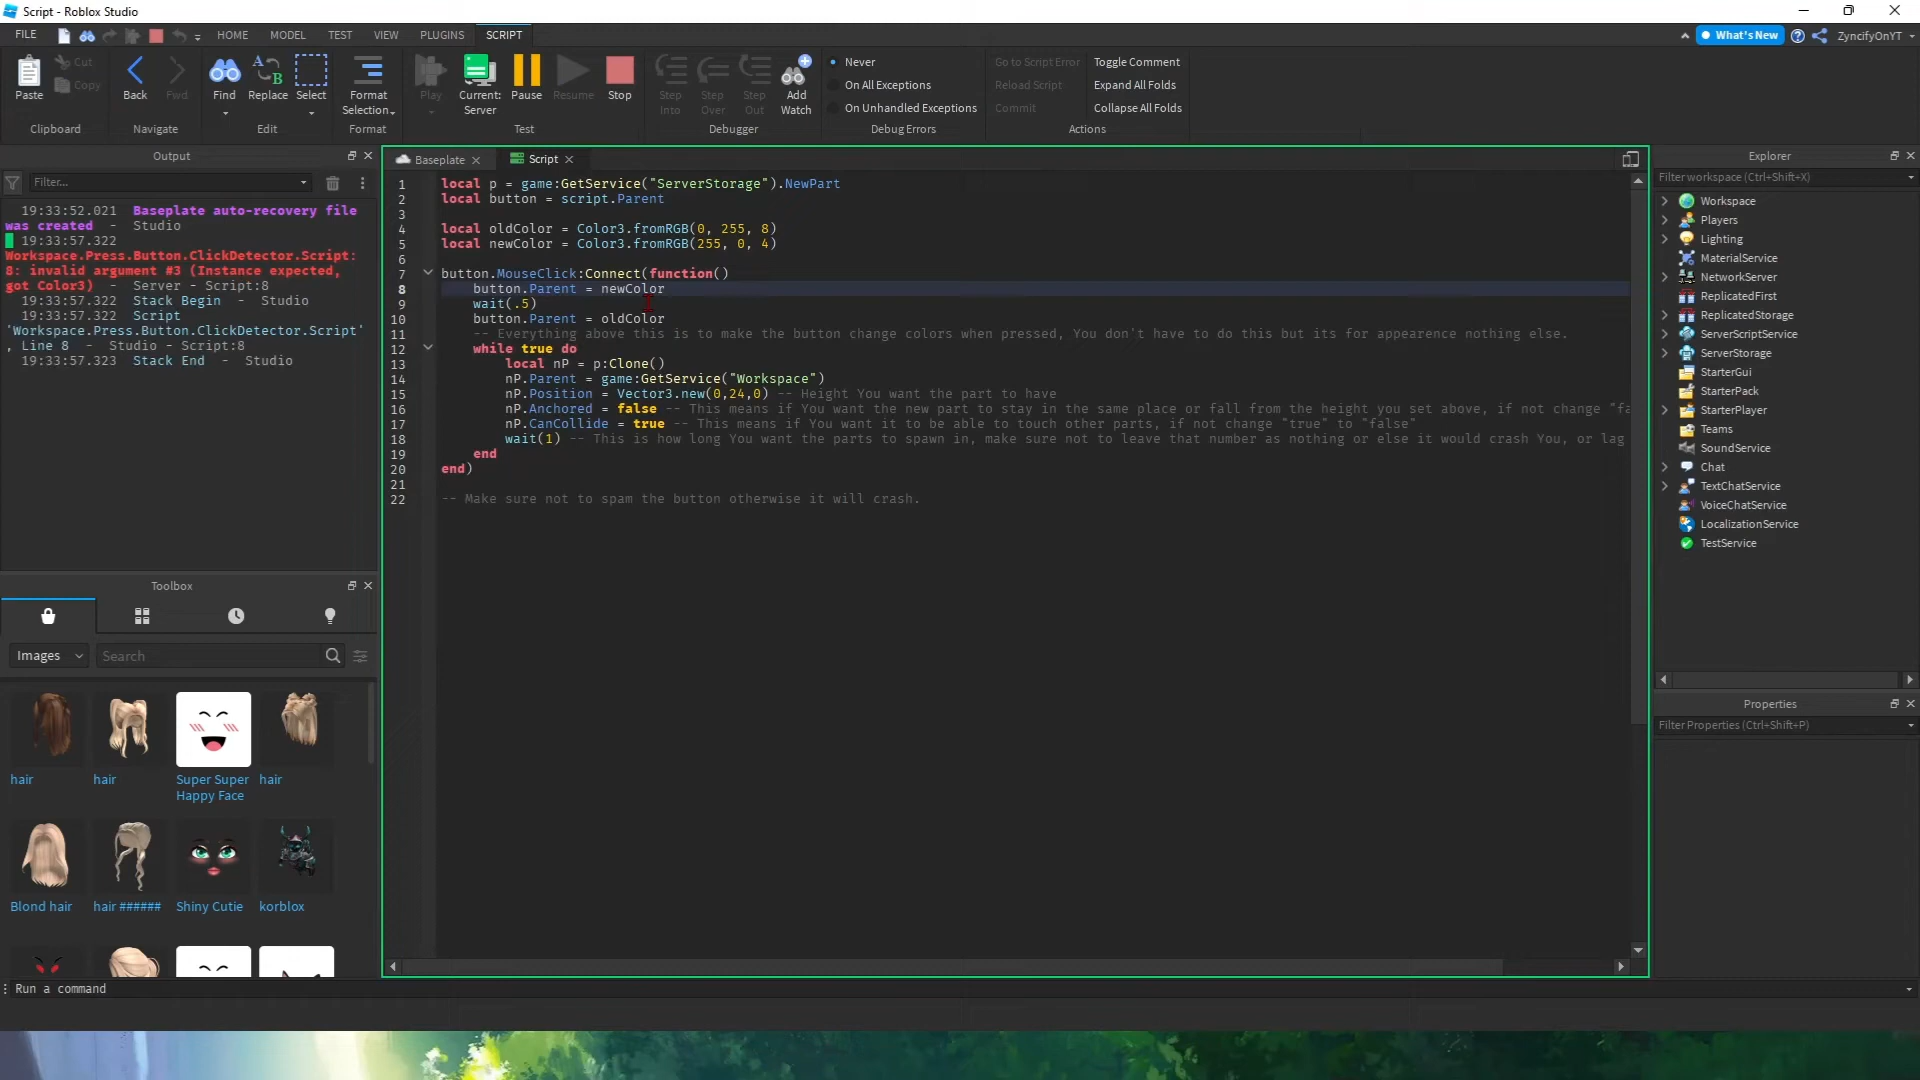 Script - Roblox Studio
FILE
HOME
MODEL
TEST
VIEW
PLUGINS
SCRIPT
What's New
ZyncifyOnYT
Paste
Cut
Copy
Clipboard
Back
Fwd
Navigate
Find
Replace
Select
Edit
Format
Selection
Format
Play
Current:
Server
Pause
Resume
Stop
Test
Step
Into
Step
Over
Step
Out
Add
Watch
Debugger
Never
On All Exceptions
On Unhandled Exceptions
Debug Errors
Go to Script Error
Reload Script
Commit
Toggle Comment
Expand All Folds
Collapse All Folds
Actions
Output
Filter...
19:33:52.021 Baseplate auto-recovery file
was created - Studio
19:33:57.322
Workspace.Press.Button.ClickDetector.Script:
8: invalid argument #3 (Instance expected,
got Color3) - Server - Script:8
19:33:57.322 Stack Begin - Studio
19:33:57.322 Script
'Workspace.Press.Button.ClickDetector.Script'
, Line 8 - Studio - Script:8
19:33:57.323 Stack End - Studio
Toolbox
Images
Search
hair
hair
Super Super
Happy Face
hair
Blond hair
hair ######
Shiny Cutie
korblox
Baseplate
Script
1 local p = game:GetService("ServerStorage").NewPart
2 local button = script.Parent
3
4 local oldColor = Color3.fromRGB(0, 255, 8)
5 local newColor = Color3.fromRGB(255, 0, 4)
6
7 button.MouseClick:Connect(function()
8 button.Parent = newColor
9 wait(.5)
10 button.Parent = oldColor
11 -- Everything above this is to make the button change colors when pressed, You don't have to do this but its for appearence nothing else.
12 while true do
13 local nP = p:Clone()
14 nP.Parent = game:GetService("Workspace")
15 nP.Position = Vector3.new(0,24,0) -- Height You want the part to have
16 nP.Anchored = false -- This means if You want the new part to stay in the same place or fall from the height you set above, if not change "fa
17 nP.CanCollide = true -- This means if You want it to be able to touch other parts, if not change "true" to "false"
18 wait(1) -- This is how long You want the parts to spawn in, make sure not to leave that number as nothing or else it would crash You, or lag
19 end
20 end)
21
22 -- Make sure not to spam the button otherwise it will crash.
Explorer
Filter workspace (Ctrl+Shift+X)
Workspace
Players
Lighting
MaterialService
NetworkServer
ReplicatedFirst
ReplicatedStorage
ServerScriptService
ServerStorage
StarterGui
StarterPack
StarterPlayer
Teams
SoundService
Chat
TextChatService
VoiceChatService
LocalizationService
TestService
Properties
Filter Properties (Ctrl+Shift+P)
Run a command